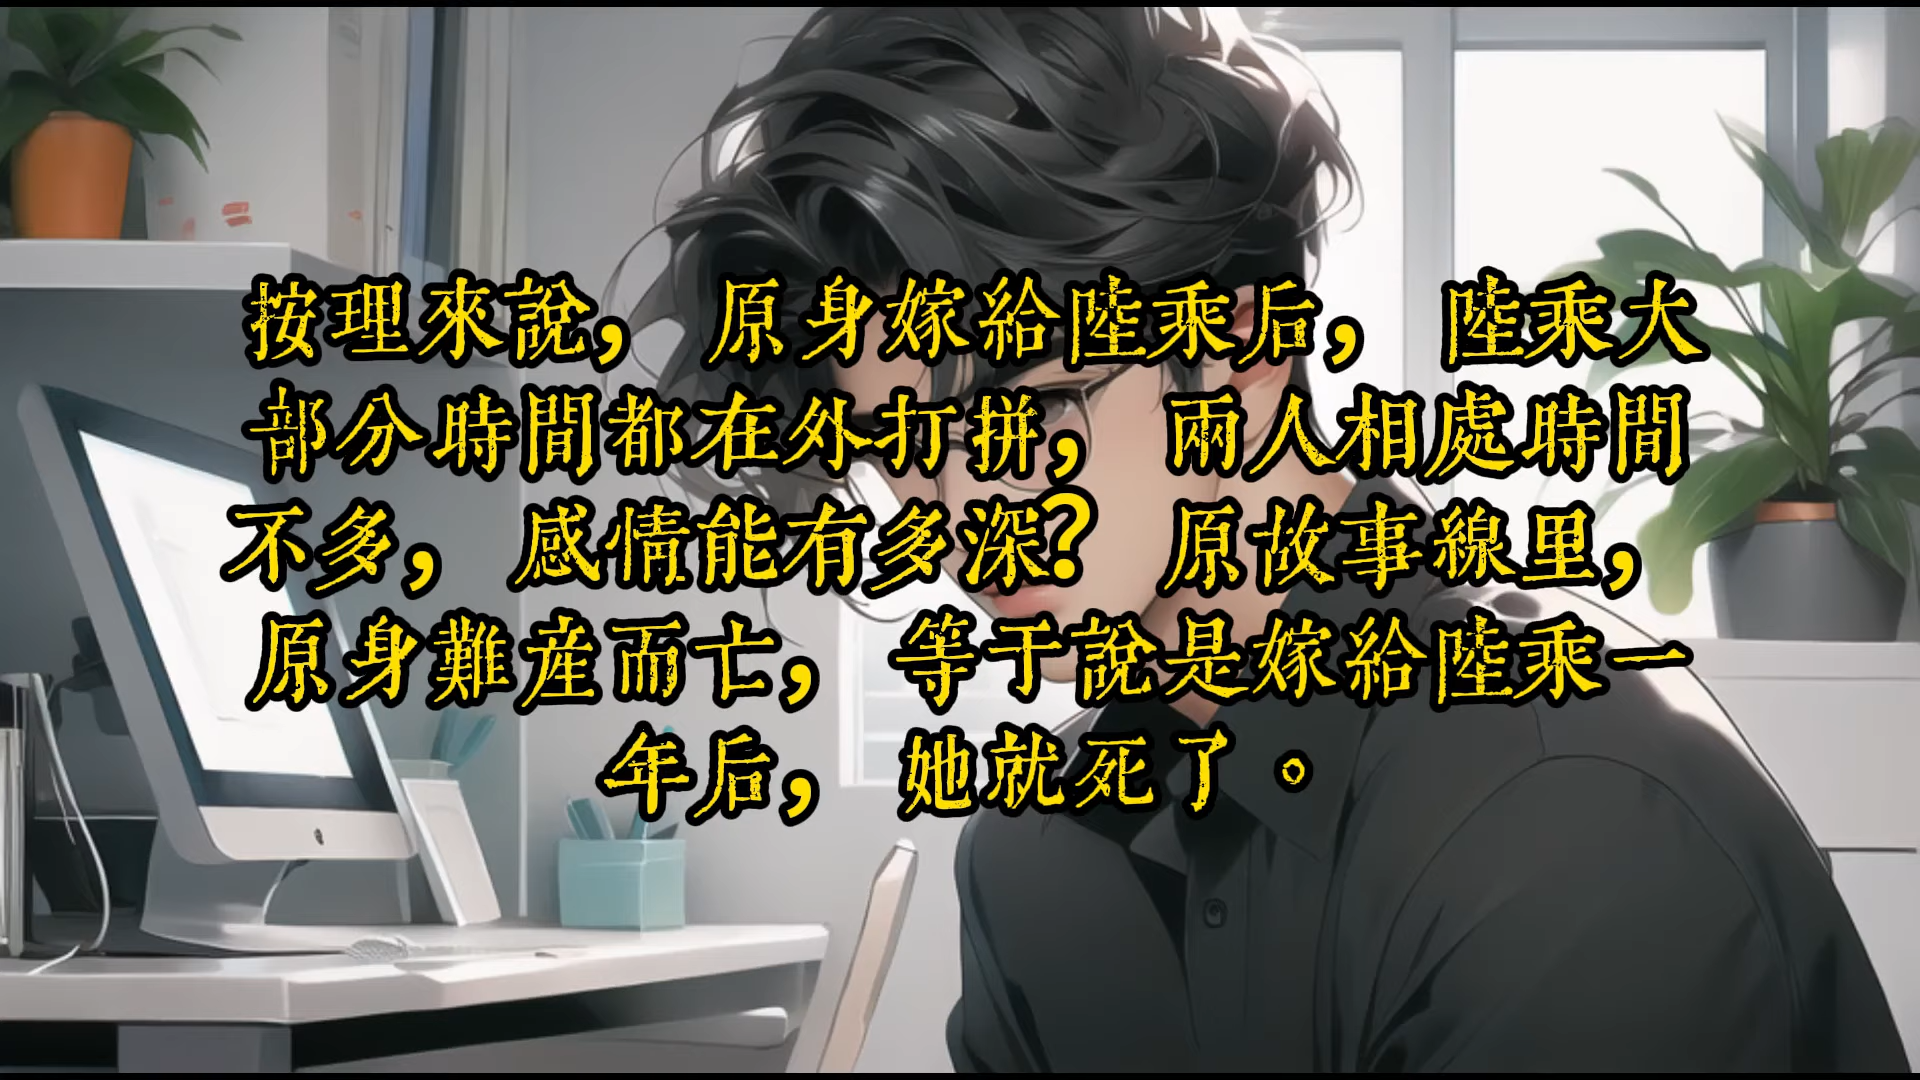 按理來說，原身嫁給陸乘后，陸乘大
部分時間都在外打拼，兩人相處時間
不多，感情能有多深？原故事線里，
原身難産而亡，等于說是嫁給陸乘一
年后，她就死了。